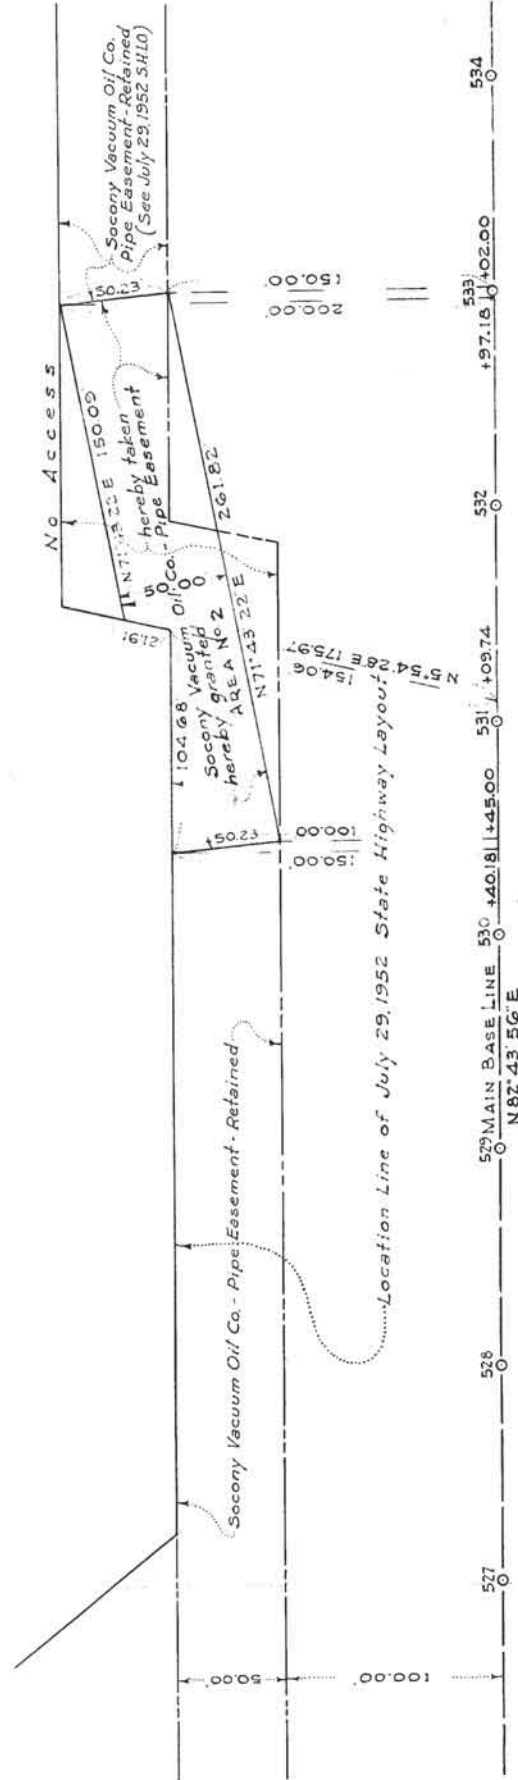 Socony Vacuum Oil Co.
Pipe Easement-Retained
(See July 29,1952 S.H.L.O)
No Access
50.23
N71°43'22"E 150.09
hereby taken
Oil Co. - Pipe Easement
50.00
150.00'
200.00'
261.82
N71°43'22"E
21.91
104.68
Socony Vacuum
hereby granted
AREA No. 2
N5°54'28"E 175.97
154.06
50.23
100.00'
150.00'
Socony Vacuum Oil Co. - Pipe Easement - Retained
Location Line of July 29,1952 State Highway Layout
50.00'
100.00'
527
528
529
MAIN BASE LINE
N82°43'56"E
530
+40.18
+45.00
531
+09.74
532
+97.18
533
+02.00
534